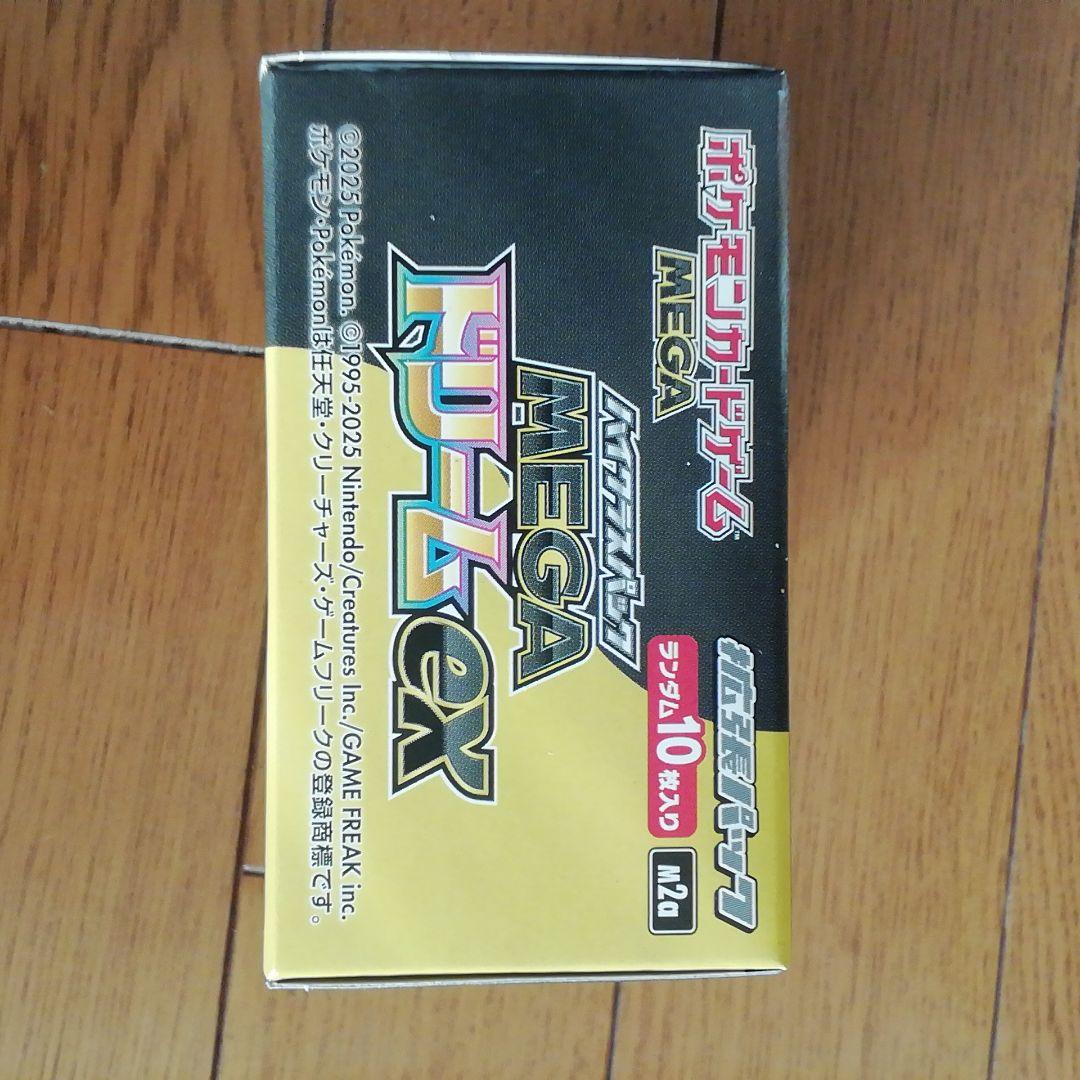 ポケモンカードゲーム™
MEGA
拡張パック
ランダム10枚入り
M2a
ハイクラスパック
MEGA
ドリーム
ex
©2025 Pokémon. ©1995-2025 Nintendo/Creatures Inc./GAME FREAK inc.
ポケモン・Pokémonは任天堂・クリーチャーズ・ゲームフリークの登録商標です。